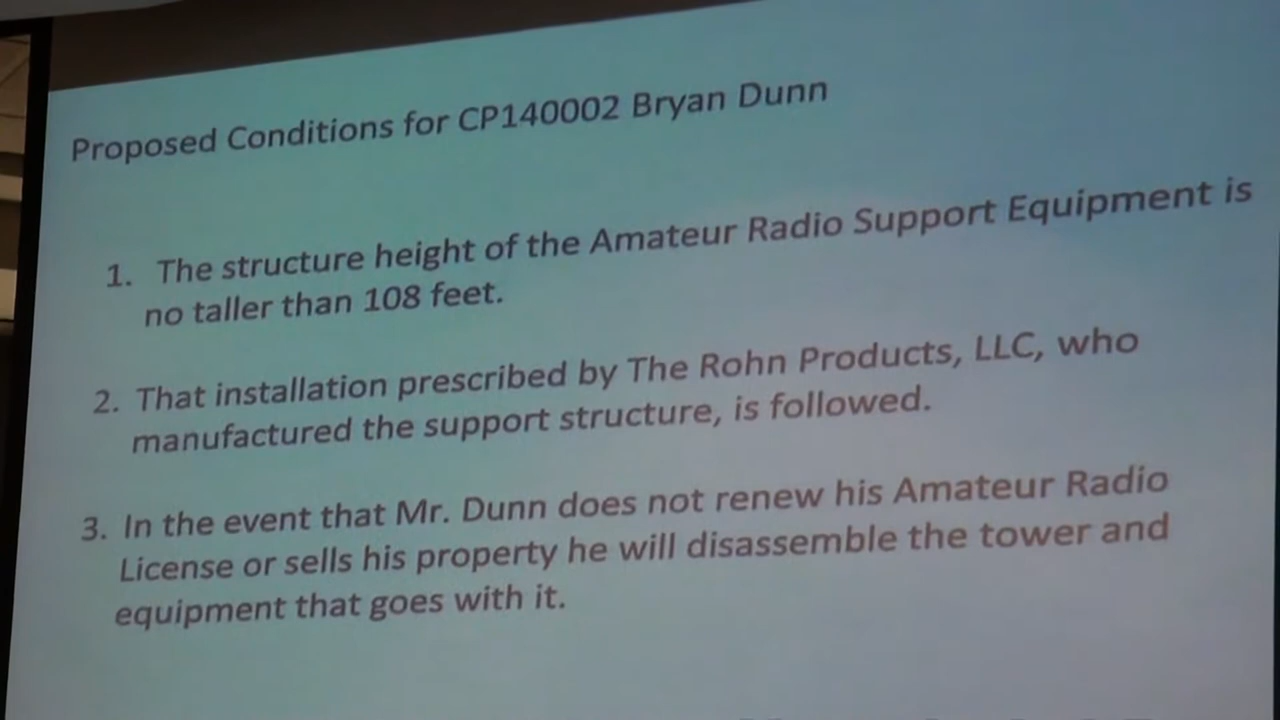 Proposed Conditions for CP140002 Bryan Dunn
1. The structure height of the Amateur Radio Support Equipment is
no taller than 108 feet.
2. That installation prescribed by The Rohn Products, LLC, who
manufactured the support structure, is followed.
3. In the event that Mr. Dunn does not renew his Amateur Radio
License or sells his property he will disassemble the tower and
equipment that goes with it.